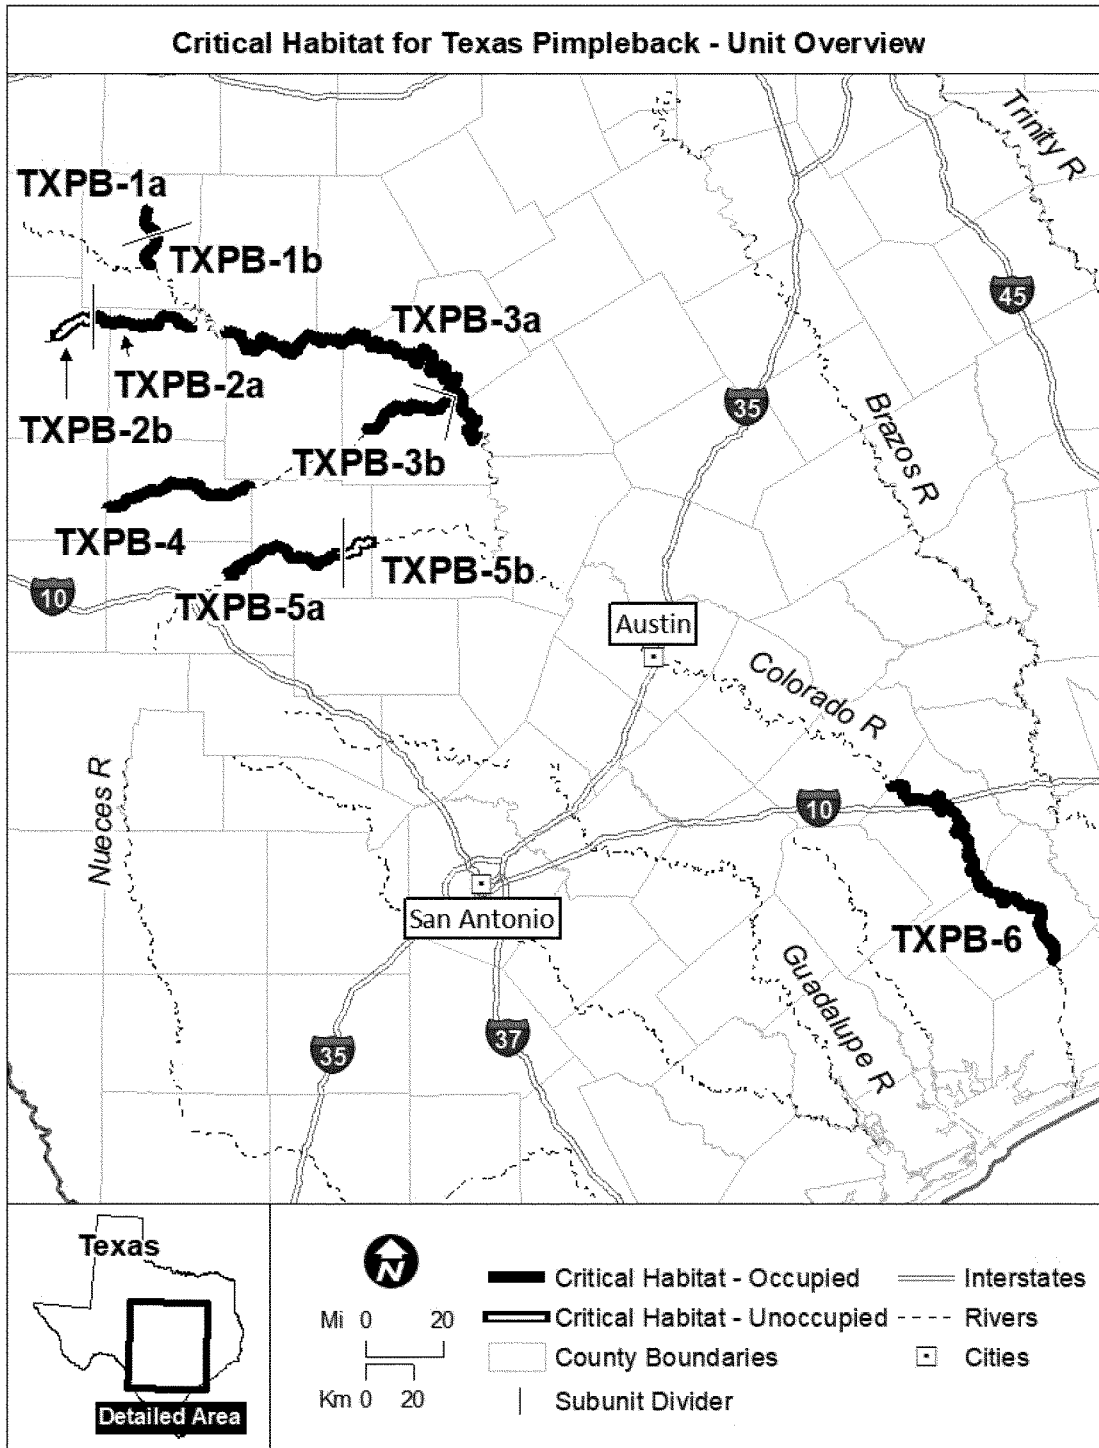 Critical Habitat for Texas Pimpleback - Unit Overview
Trinity R
TXPB-1a
TXPB-1b
45
TXPB-3a
TXPB-2a
35
TXPB-2b
Brazos R
TXPB-3b
TXPB-4
TXPB-5b
10
TXPB-5a
Austin
Colorado R
Nueces R
10
San Antonio
TXPB-6
Guadalupe R
35
37
Texas
Detailed Area
N
Mi 0 20
Km 0 20
Critical Habitat - Occupied
Critical Habitat - Unoccupied
County Boundaries
Subunit Divider
Interstates
Rivers
Cities